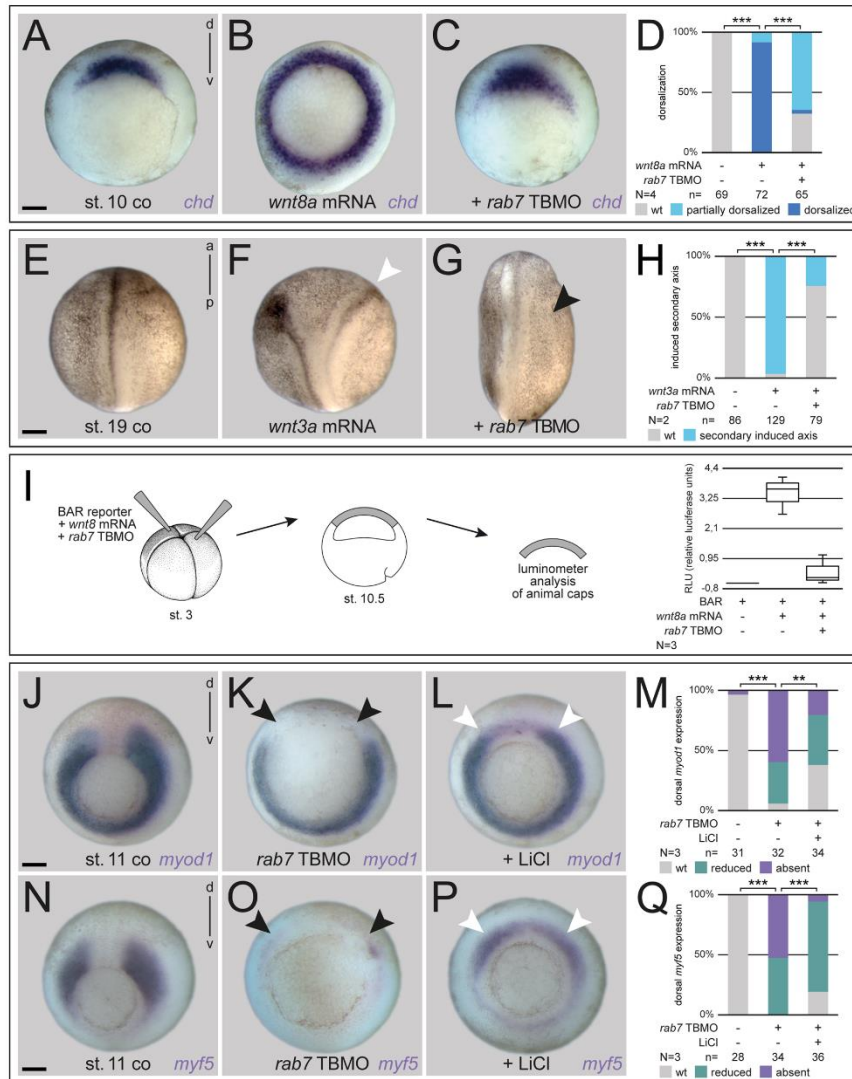 A
d
v
st. 10 co
chd
B
wnt8a mRNA chd
C
+ rab7 TBMO chd
D
*** ***
100%
50%
0%
dorsalization
wnt8a mRNA - + +
rab7 TBMO - - +
N=4 n= 69 72 65
wt partially dorsalized dorsalized
E
a
p
st. 19 co
F
wnt3a mRNA
G
+ rab7 TBMO
H
*** ***
100%
50%
0%
induced secondary axis
wnt3a mRNA - + +
rab7 TBMO - - +
N=2 n= 86 129 79
wt secondary induced axis
I
BAR reporter
+ wnt8 mRNA
+ rab7 TBMO
st. 3
st. 10.5
luminometer
analysis
of animal caps
RLU (relative luciferase units)
4,4
3,25
2,1
0,95
-0,8
BAR + + +
wnt8a mRNA - + +
rab7 TBMO - - +
N=3
J
d
v
st. 11 co
myod1
K
rab7 TBMO myod1
L
+ LiCl myod1
M
*** **
100%
50%
0%
dorsal myod1 expression
rab7 TBMO - + +
LiCl - - +
N=3 n= 31 32 34
wt reduced absent
N
d
v
st. 11 co
myf5
O
rab7 TBMO myf5
P
+ LiCl myf5
Q
*** ***
100%
50%
0%
dorsal myf5 expression
rab7 TBMO - + +
LiCl - - +
N=3 n= 28 34 36
wt reduced absent